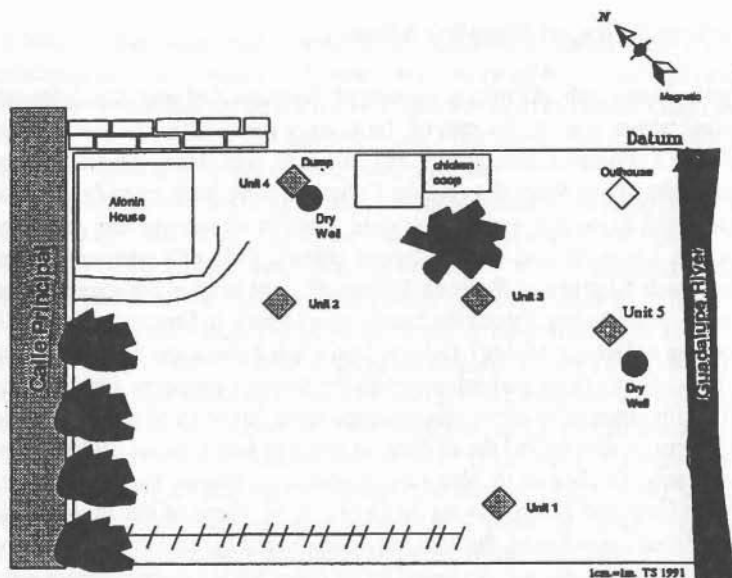 N
Magnetic
Datum
Dump
Unit 4
chicken
coop
Outhouse
Afonin
House
Dry
Well
Unit 2
Unit 3
Unit 5
Calle Principal
Guadalupe River
Dry
Well
Unit 1
1cm.=1m. TS 1991